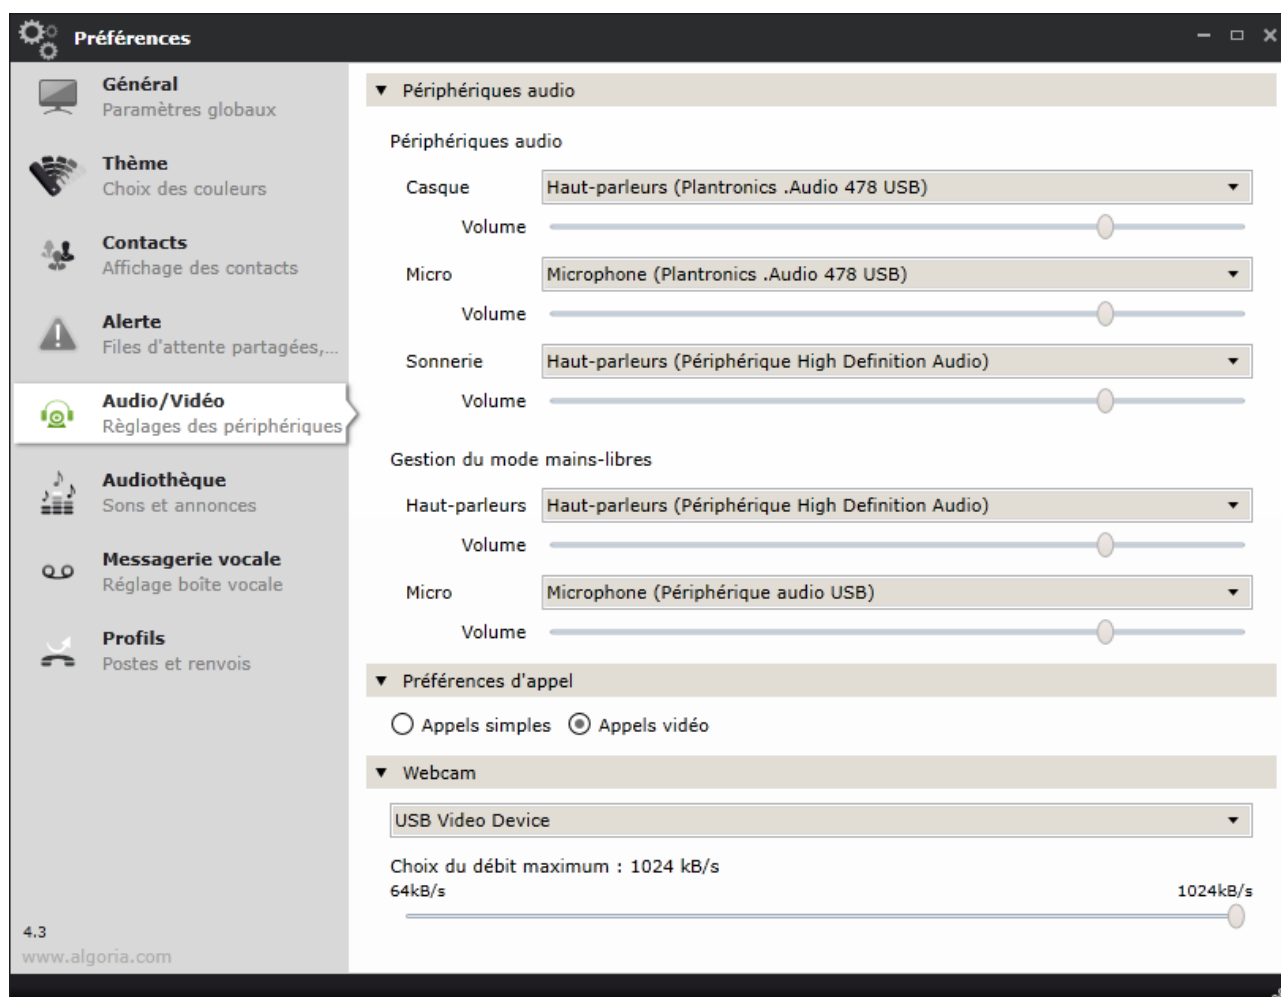 Préférences
Général
Paramètres globaux
Thème
Choix des couleurs
Contacts
Affichage des contacts
Alerte
Files d'attente partagées,...
Audio/Vidéo
Règlages des périphériques
Audiothèque
Sons et annonces
Messagerie vocale
Réglage boîte vocale
Profils
Postes et renvois
4.3
www.algoria.com
Périphériques audio
Périphériques audio
Casque Haut-parleurs (Plantronics .Audio 478 USB)
Volume
Micro Microphone (Plantronics .Audio 478 USB)
Volume
Sonnerie Haut-parleurs (Périphérique High Definition Audio)
Volume
Gestion du mode mains-libres
Haut-parleurs Haut-parleurs (Périphérique High Definition Audio)
Volume
Micro Microphone (Périphérique audio USB)
Volume
Préférences d'appel
Appels simples Appels vidéo
Webcam
USB Video Device
Choix du débit maximum : 1024 kB/s
64kB/s 1024kB/s